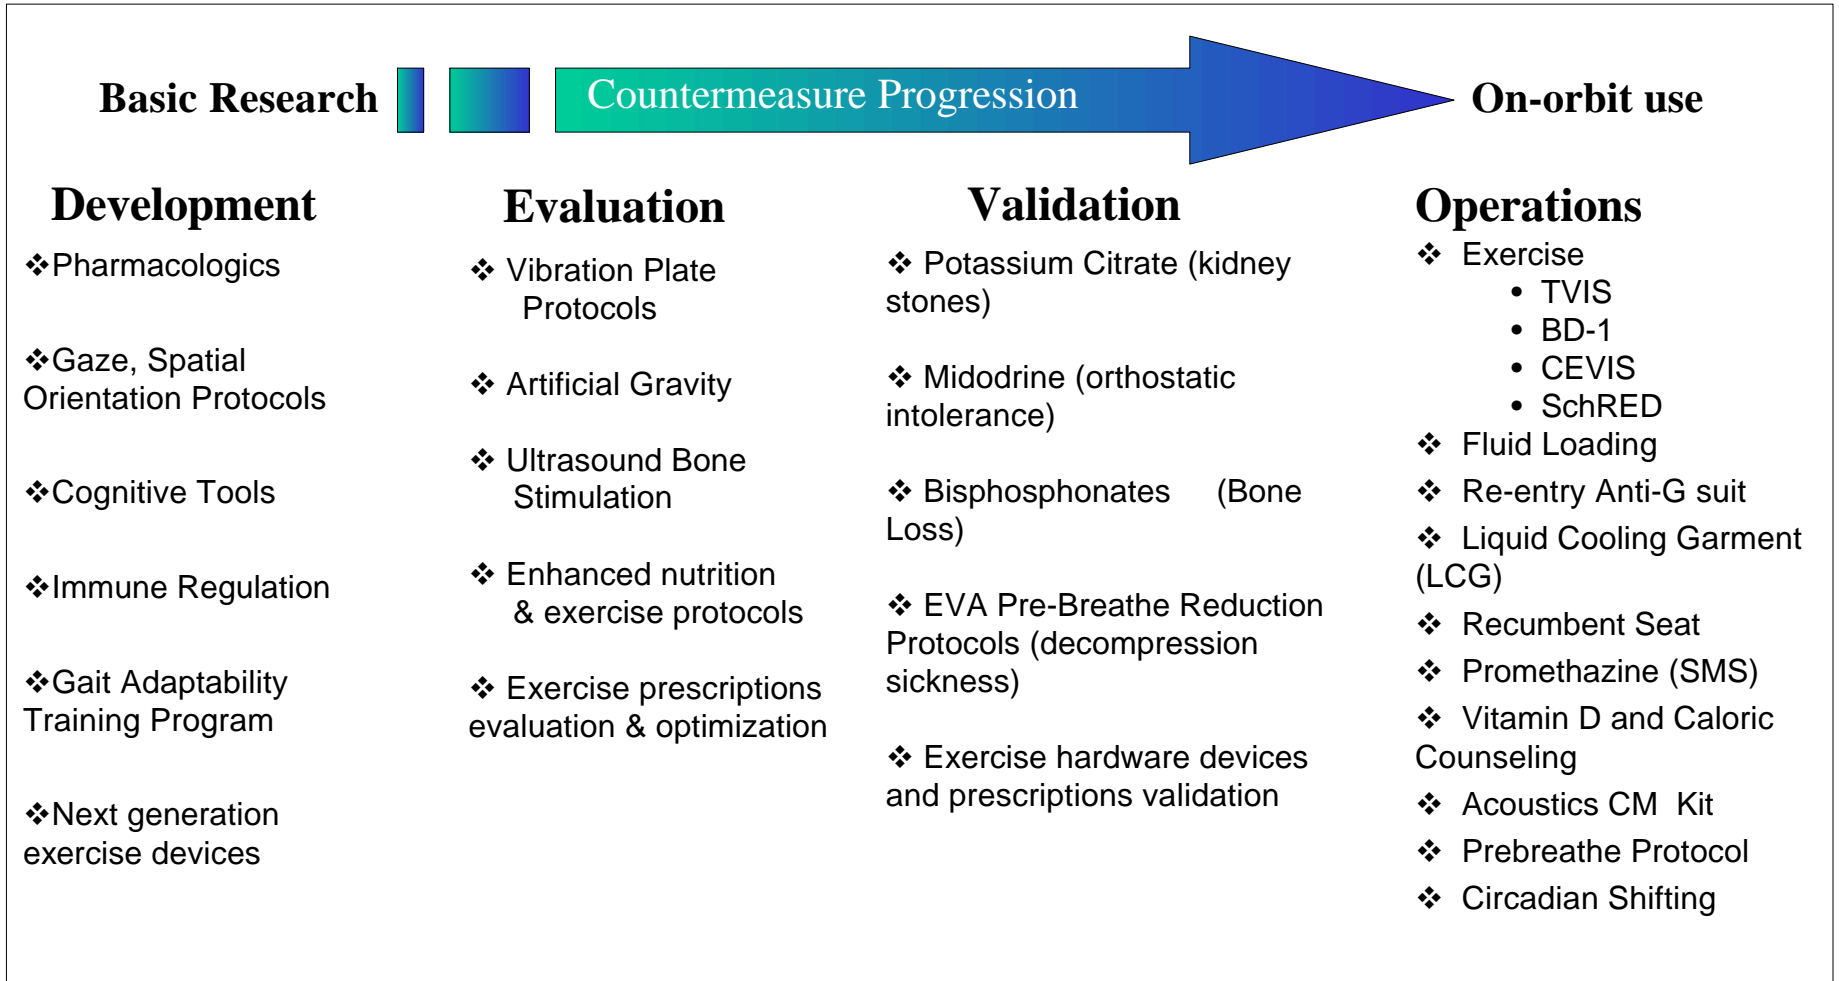 Basic Research
Countermeasure Progression
On-orbit use
Development
❖Pharmacologics
❖Gaze, Spatial
Orientation Protocols
❖Cognitive Tools
❖Immune Regulation
❖Gait Adaptability
Training Program
❖Next generation
exercise devices
Evaluation
❖ Vibration Plate
Protocols
❖ Artificial Gravity
❖ Ultrasound Bone
Stimulation
❖ Enhanced nutrition
& exercise protocols
❖ Exercise prescriptions
evaluation & optimization
Validation
❖ Potassium Citrate (kidney
stones)
❖ Midodrine (orthostatic
intolerance)
❖ Bisphosphonates (Bone
Loss)
❖ EVA Pre-Breathe Reduction
Protocols (decompression
sickness)
❖ Exercise hardware devices
and prescriptions validation
Operations
❖ Exercise
• TVIS
• BD-1
• CEVIS
• SchRED
❖ Fluid Loading
❖ Re-entry Anti-G suit
❖ Liquid Cooling Garment
(LCG)
❖ Recumbent Seat
❖ Promethazine (SMS)
❖ Vitamin D and Caloric
Counseling
❖ Acoustics CM Kit
❖ Prebreathe Protocol
❖ Circadian Shifting